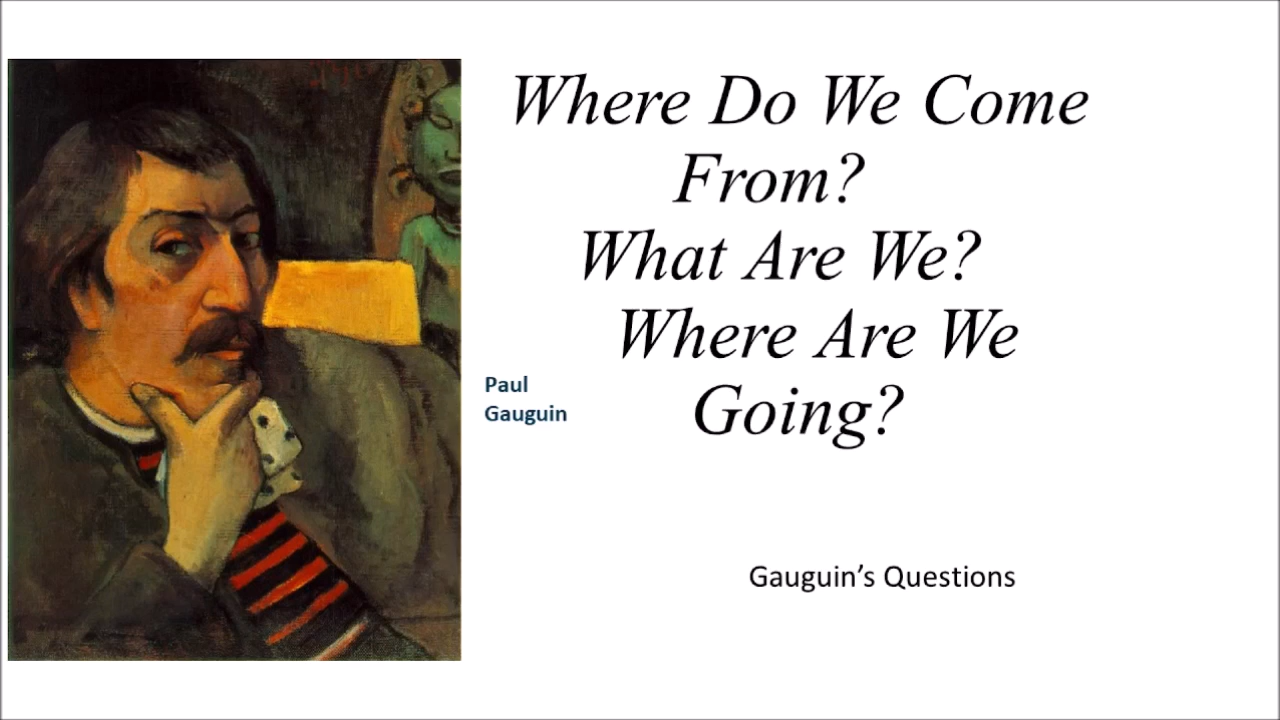 Where Do We Come
From?
What Are We?
Where Are We
Going?
Paul
Gauguin
Gauguin’s Questions